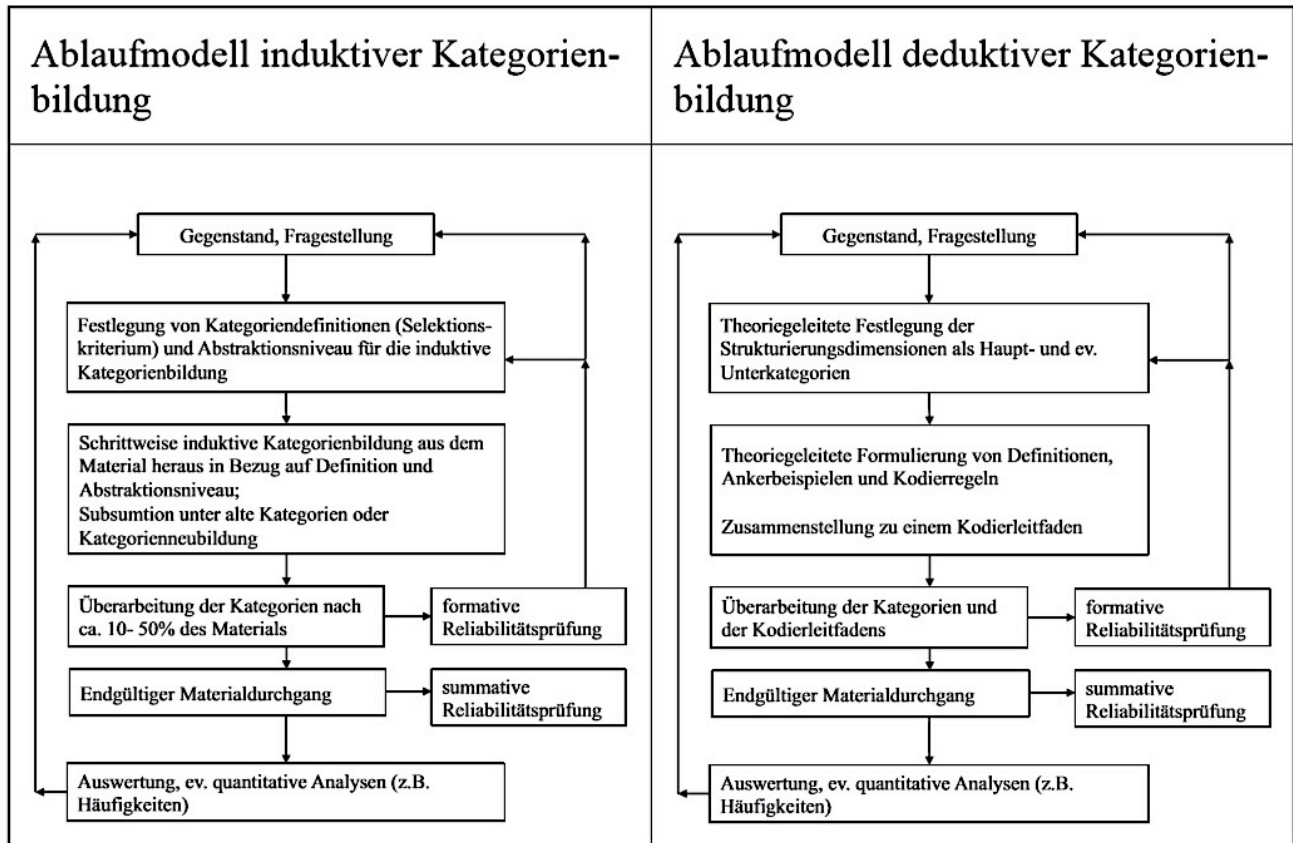 Ablaufmodell induktiver Kategorien-
bildung
Ablaufmodell deduktiver Kategorien-
bildung
Gegenstand, Fragestellung
Festlegung von Kategoriendefinitionen (Selektions-
kriterium) und Abstraktionsniveau für die induktive
Kategorienbildung
Schrittweise induktive Kategorienbildung aus dem
Material heraus in Bezug auf Definition und
Abstraktionsniveau;
Subsumtion unter alte Kategorien oder
Kategorienneubildung
Überarbeitung der Kategorien nach
ca. 10- 50% des Materials
formative
Reliabilitätsprüfung
Endgültiger Materialdurchgang
summative
Reliabilitätsprüfung
Auswertung, ev. quantitative Analysen (z.B.
Häufigkeiten)
Gegenstand, Fragestellung
Theoriegeleitete Festlegung der
Strukturierungsdimensionen als Haupt- und ev.
Unterkategorien
Theoriegeleitete Formulierung von Definitionen,
Ankerbeispielen und Kodierregeln
Zusammenstellung zu einem Kodierleitfaden
Überarbeitung der Kategorien und
der Kodierleitfadens
formative
Reliabilitätsprüfung
Endgültiger Materialdurchgang
summative
Reliabilitätsprüfung
Auswertung, ev. quantitative Analysen (z.B.
Häufigkeiten)